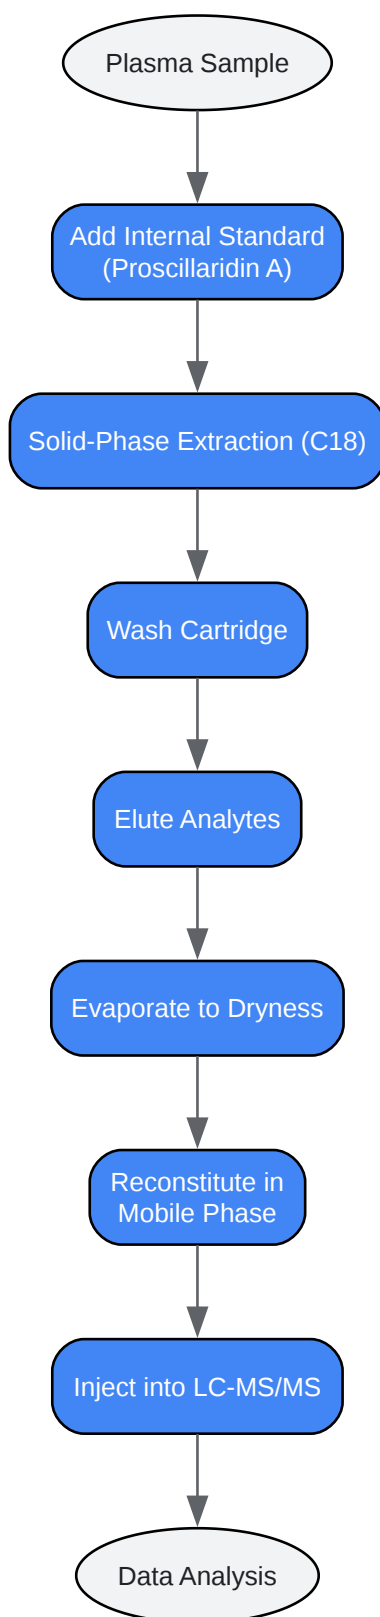 Plasma Sample
Add Internal Standard
(Proscillaridin A)
Solid-Phase Extraction (C18)
Wash Cartridge
Elute Analytes
Evaporate to Dryness
Reconstitute in
Mobile Phase
Inject into LC-MS/MS
Data Analysis